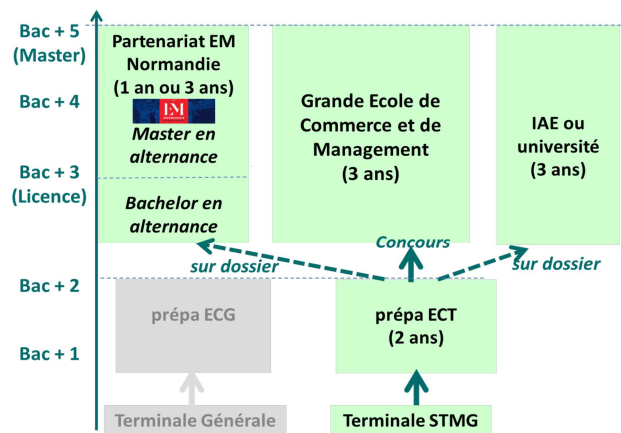 Bac + 5
(Master)
Partenariat EM
Normandie
(1 an ou 3 ans)
EM
NORMANDIE
Master en
alternance
Bachelor en
alternance
Grande Ecole de
Commerce et de
Management
(3 ans)
IAE ou
université
(3 ans)
Bac + 4
Bac + 3
(Licence)
sur dossier
Concours
sur dossier
Bac + 2
prépa ECG
prépa ECT
(2 ans)
Bac + 1
Terminale Générale
Terminale STMG